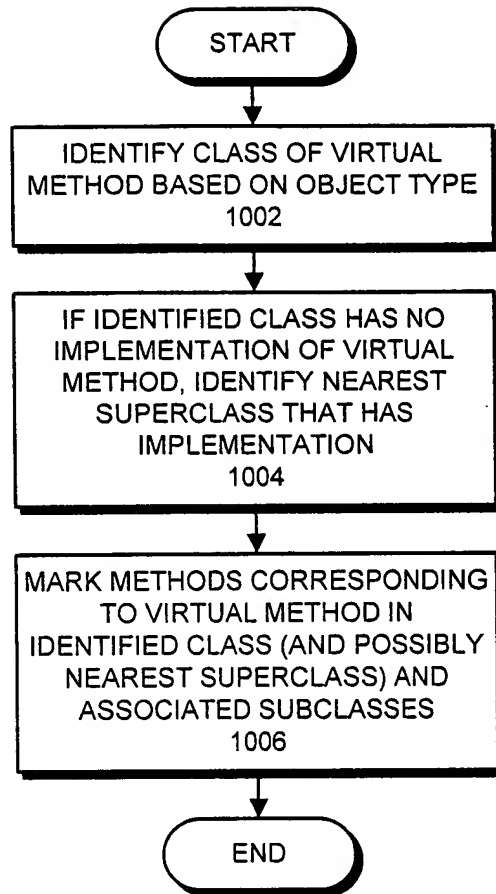 START
IDENTIFY CLASS OF VIRTUAL
METHOD BASED ON OBJECT TYPE
1002
IF IDENTIFIED CLASS HAS NO
IMPLEMENTATION OF VIRTUAL
METHOD, IDENTIFY NEAREST
SUPERCLASS THAT HAS
IMPLEMENTATION
1004
MARK METHODS CORRESPONDING
TO VIRTUAL METHOD IN
IDENTIFIED CLASS (AND POSSIBLY
NEAREST SUPERCLASS) AND
ASSOCIATED SUBCLASSES
1006
END